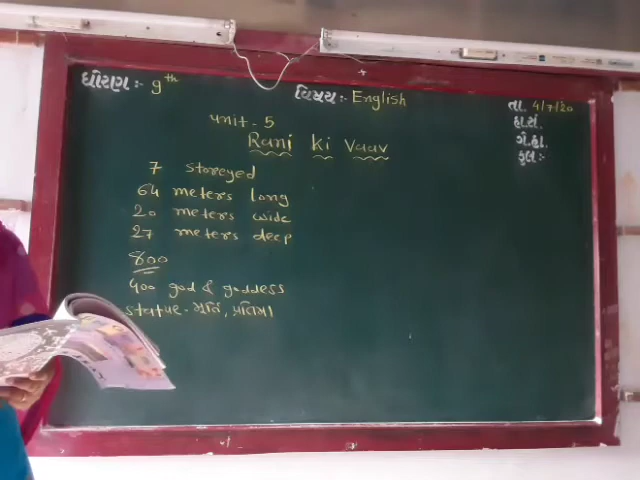 ધોરણ :- 9th
વિષય :- English
તા. 4/7/20
હા.સં.
ગે.હા.
કુલ :-
unit - 5
Rani Ki Vaav
7 storeyed
64 meters long
20 meters wide
27 meters deep
800
400 god & goddess
statue - મૂર્તિ, પ્રતિમા